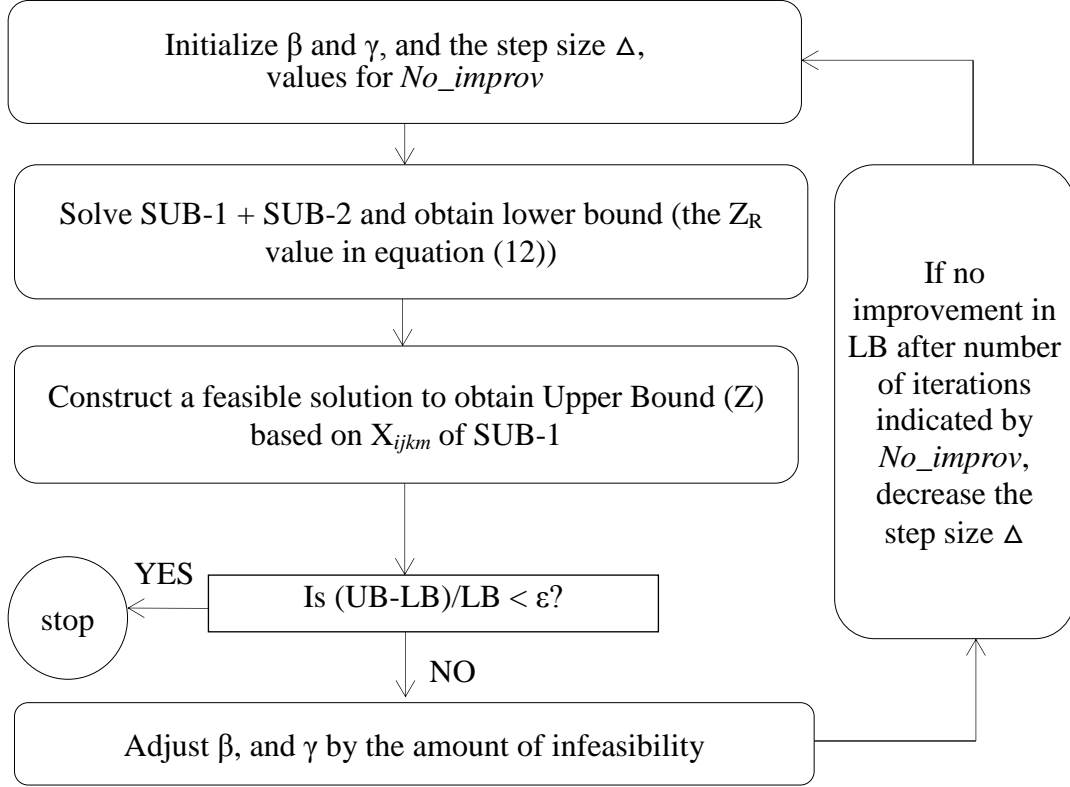 Initialize β and γ, and the step size Δ,
values for No_improv
Solve SUB-1 + SUB-2 and obtain lower bound (the Z_R
value in equation (12))
Construct a feasible solution to obtain Upper Bound (Z)
based on X_ijkm of SUB-1
YES
Is (UB-LB)/LB < ε?
stop
NO
Adjust β, and γ by the amount of infeasibility
If no
improvement in
LB after number
of iterations
indicated by
No_improv,
decrease the
step size Δ